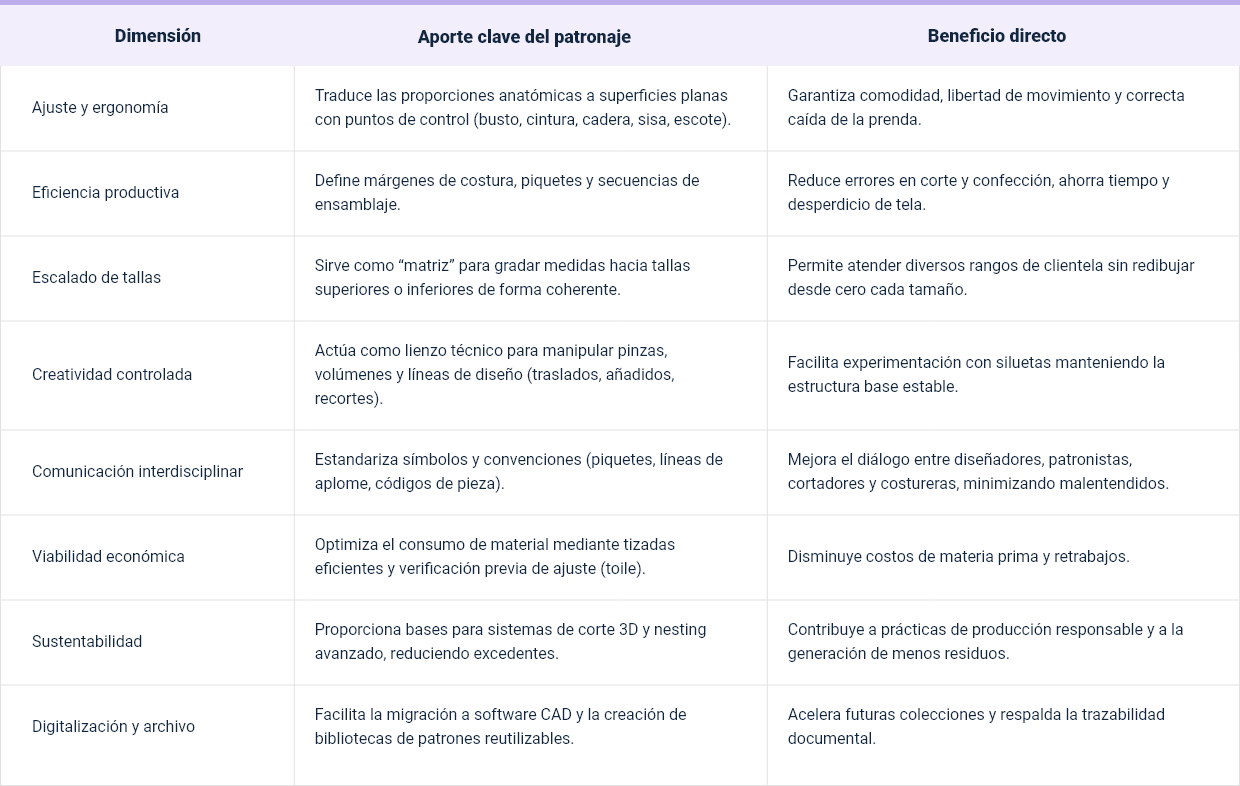 Dimensión
Aporte clave del patronaje
Beneficio directo
Ajuste y ergonomía
Traduce las proporciones anatómicas a superficies planas
con puntos de control (busto, cintura, cadera, sisa, escote).
Garantiza comodidad, libertad de movimiento y correcta
caída de la prenda.
Eficiencia productiva
Define márgenes de costura, piquetes y secuencias de
ensamblaje.
Reduce errores en corte y confección, ahorra tiempo y
desperdicio de tela.
Escalado de tallas
Sirve como “matriz” para gradar medidas hacia tallas
superiores o inferiores de forma coherente.
Permite atender diversos rangos de clientela sin redibujar
desde cero cada tamaño.
Creatividad controlada
Actúa como lienzo técnico para manipular pinzas,
volúmenes y líneas de diseño (traslados, añadidos,
recortes).
Facilita experimentación con siluetas manteniendo la
estructura base estable.
Comunicación interdisciplinar
Estandariza símbolos y convenciones (piquetes, líneas de
aplome, códigos de pieza).
Mejora el diálogo entre diseñadores, patronistas,
cortadores y costureras, minimizando malentendidos.
Viabilidad económica
Optimiza el consumo de material mediante tizadas
eficientes y verificación previa de ajuste (toile).
Disminuye costos de materia prima y retrabajos.
Sustentabilidad
Proporciona bases para sistemas de corte 3D y nesting
avanzado, reduciendo excedentes.
Contribuye a prácticas de producción responsable y a la
generación de menos residuos.
Digitalización y archivo
Facilita la migración a software CAD y la creación de
bibliotecas de patrones reutilizables.
Acelera futuras colecciones y respalda la trazabilidad
documental.